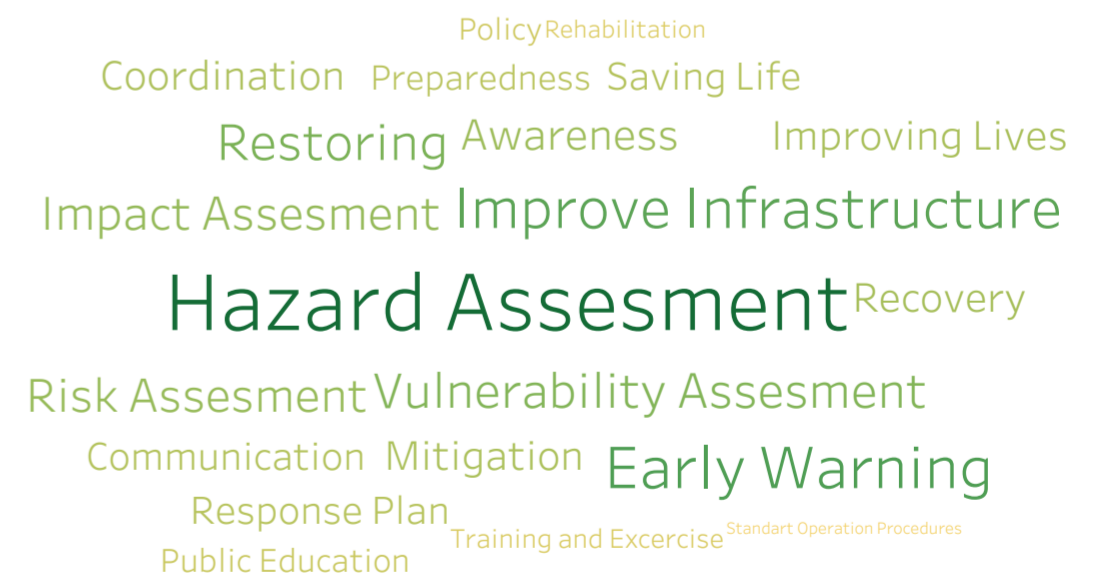 Policy Rehabilitation
Coordination Preparedness Saving Life
Restoring Awareness Improving Lives
Impact Assesment Improve Infrastructure
Hazard Assesment Recovery
Risk Assesment Vulnerability Assesment
Communication Mitigation Early Warning
Response Plan
Training and Excercise Standart Operation Procedures
Public Education